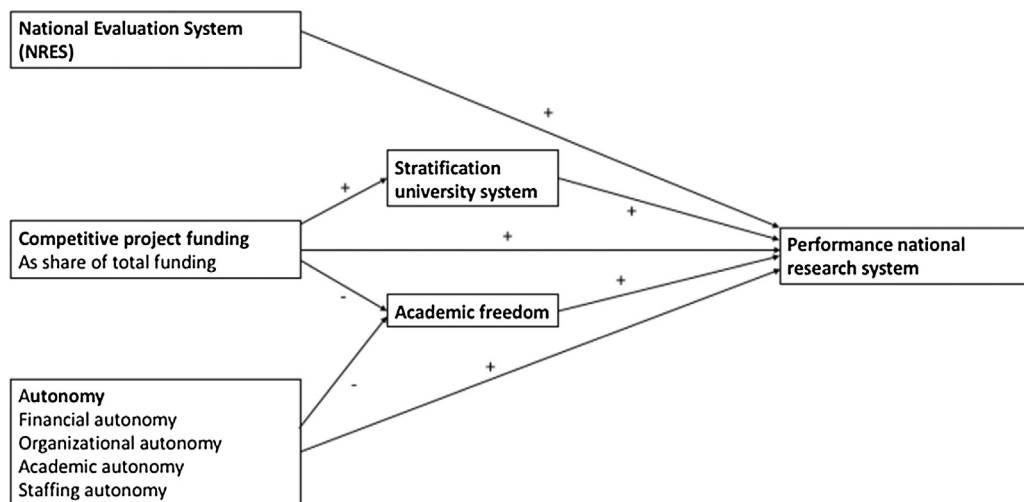 National Evaluation System
(NRES)
+
Stratification
university system
+
+
Competitive project funding
As share of total funding
+
Performance national
research system
-
Academic freedom
+
-
+
Autonomy
Financial autonomy
Organizational autonomy
Academic autonomy
Staffing autonomy